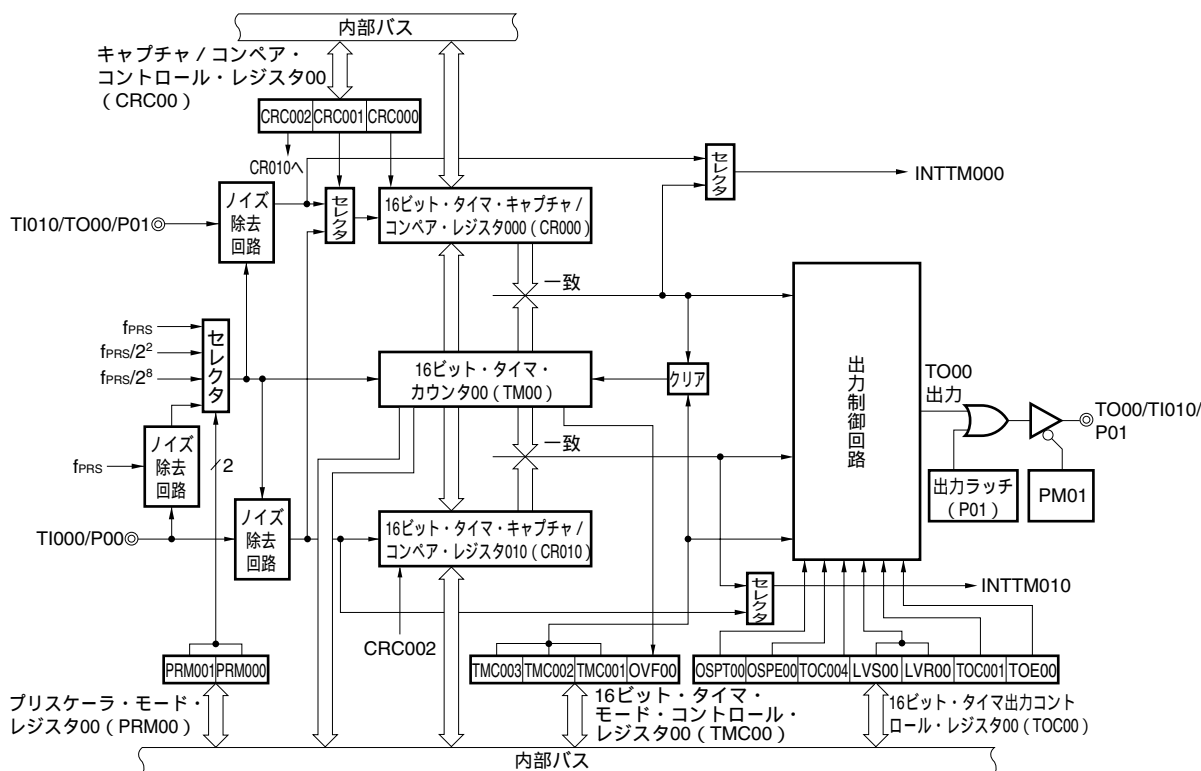 内部バス
キャプチャ / コンペア・
コントロール・レジスタ00
( CRC00 )
CRC002 CRC001 CRC000
CR010へ
セレクタ
INTTM000
ノイズ
除去
回路
セレクタ
16ビット・タイマ・キャプチャ /
コンペア・レジスタ000 ( CR000 )
TI010/TO00/P01
一致
fPRS
fPRS/2²
fPRS/2⁸
セレクタ
16ビット・タイマ・
カウンタ00 ( TM00 )
クリア
出力制御回路
TO00
出力
TO00/TI010/
P01
fPRS
ノイズ
除去
回路
2
一致
出力ラッチ
( P01 )
PM01
TI000/P00
ノイズ
除去
回路
16ビット・タイマ・キャプチャ /
コンペア・レジスタ010 ( CR010 )
セレクタ
INTTM010
CRC002
PRM001 PRM000
TMC003 TMC002 TMC001 OVF00
OSPT00 OSPE00 TOC004 LVS00 LVR00 TOC001 TOE00
プリスケーラ・モード・
レジスタ00 ( PRM00 )
16ビット・タイマ・
モード・コントロール・
レジスタ00 ( TMC00 )
16ビット・タイマ出力コント
ロール・レジスタ00 ( TOC00 )
内部バス